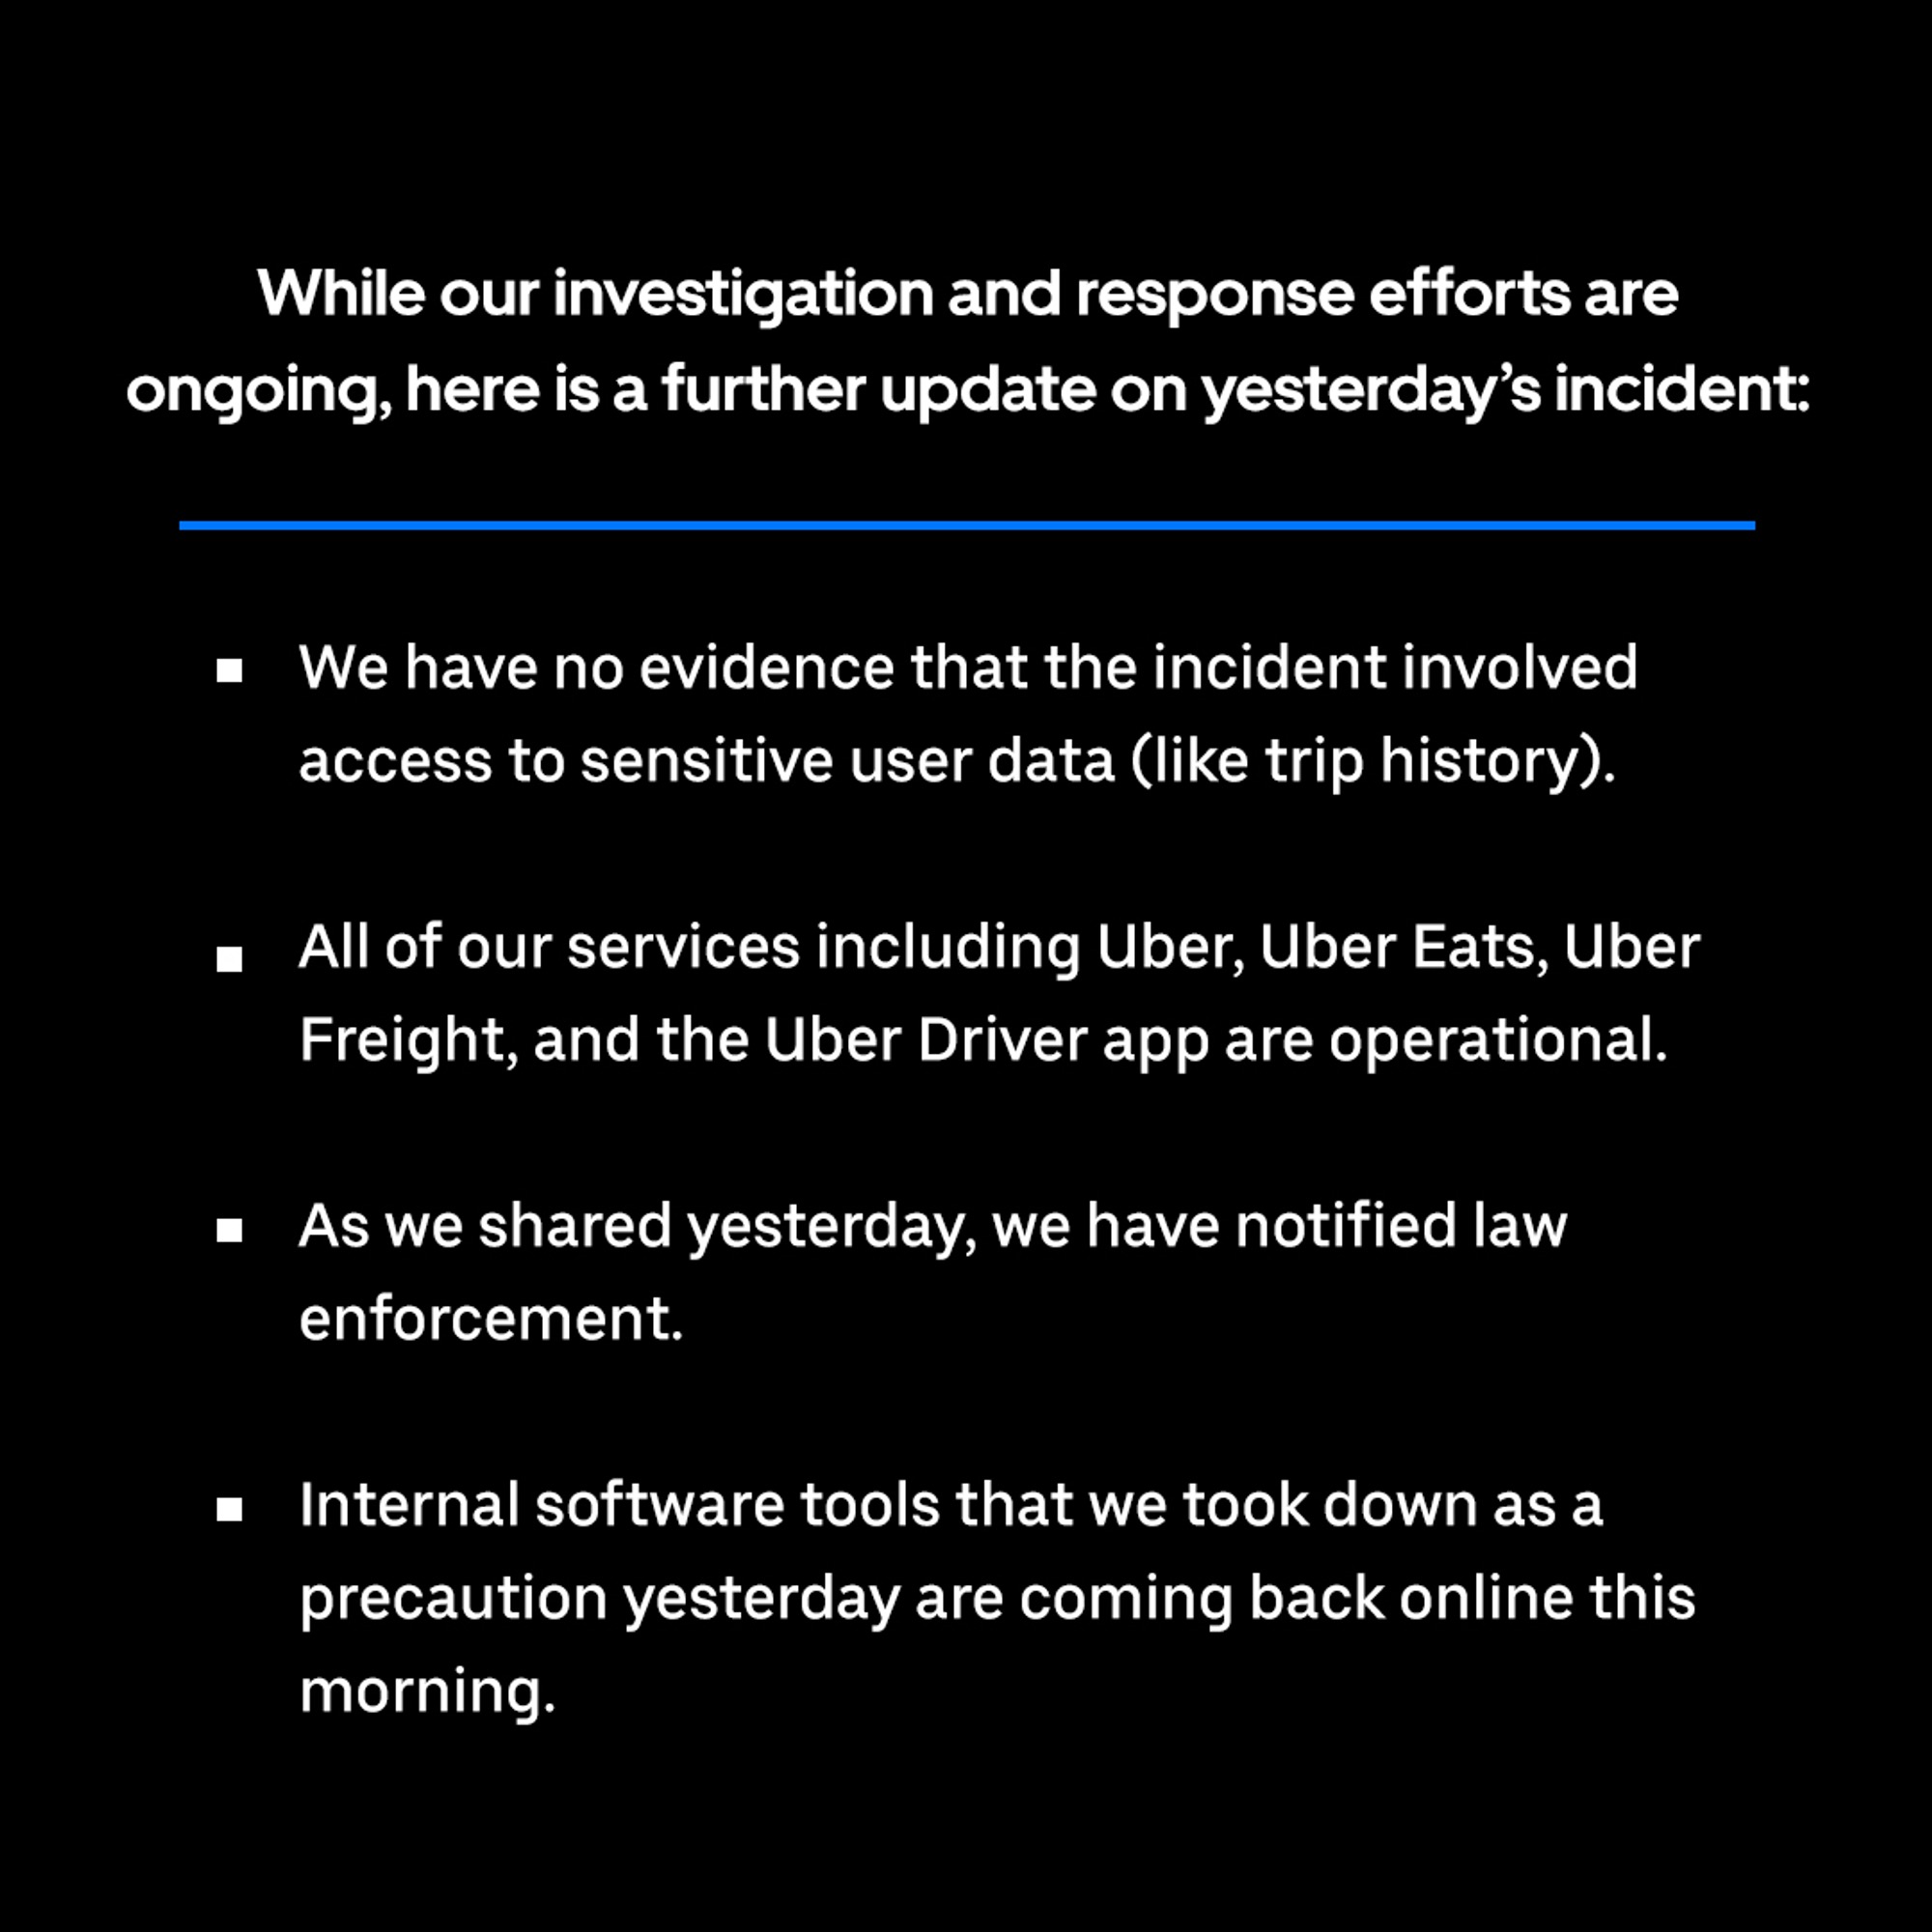 While our investigation and response efforts are
ongoing, here is a further update on yesterday’s incident:
▪ We have no evidence that the incident involved
access to sensitive user data (like trip history).
▪ All of our services including Uber, Uber Eats, Uber
Freight, and the Uber Driver app are operational.
▪ As we shared yesterday, we have notified law
enforcement.
▪ Internal software tools that we took down as a
precaution yesterday are coming back online this
morning.